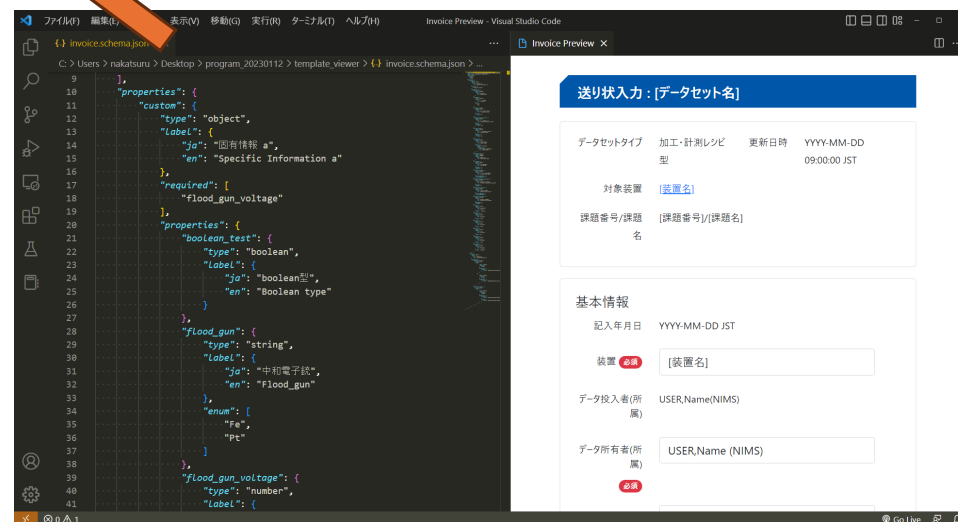 ファイル(F) 編集(E) 表示(V) 移動(G) 実行(R) ターミナル(T) ヘルプ(H) Invoice Preview - Visual Studio Code
invoice.schema.json
Invoice Preview
C: > Users > nakatsuru > Desktop > program_20230112 > template_viewer > {.} invoice.schema.json > ...
9 ],
10 "properties": {
11 "custom": {
12 "type": "object",
13 "label": {
14 "ja": "固有情報 a",
15 "en": "Specific Information a"
16 },
17 "required": [
18 "flood_gun_voltage"
19 ],
20 "properties": {
21 "boolean_test": {
22 "type": "boolean",
23 "label": {
24 "ja": "boolean型",
25 "en": "Boolean type"
26 }
27 },
28 "flood_gun": {
29 "type": "string",
30 "label": {
31 "ja": "中和電子銃",
32 "en": "Flood_gun"
33 },
34 "enum": [
35 "Fe",
36 "Pt"
37 ]
38 },
39 "flood_gun_voltage": {
40 "type": "number",
41 "label": {
送り状入力 : [データセット名]
データセットタイプ 加工・計測レシピ型 更新日時 YYYY-MM-DD
09:00:00 JST
対象装置 [装置名]
課題番号/課題名 [課題番号]/[課題名]
基本情報
記入年月日 YYYY-MM-DD JST
装置 必須 [装置名]
データ投入者(所属) USER,Name(NIMS)
データ所有者(所属) 必須 USER,Name (NIMS)
0 1 Go Live